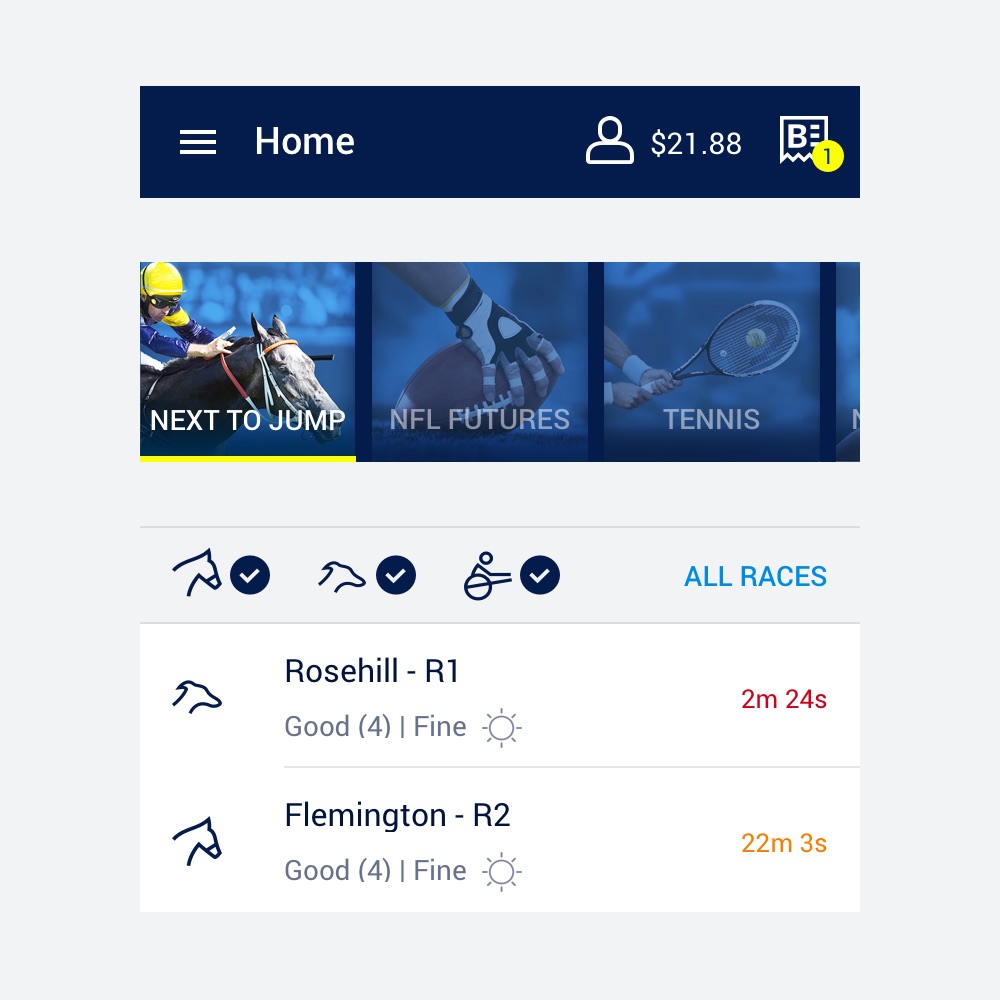 Home
$21.88
B
1
NEXT TO JUMP
NFL FUTURES
TENNIS
N
ALL RACES
Rosehill - R1
2m 24s
Good (4) | Fine
Flemington - R2
22m 3s
Good (4) | Fine